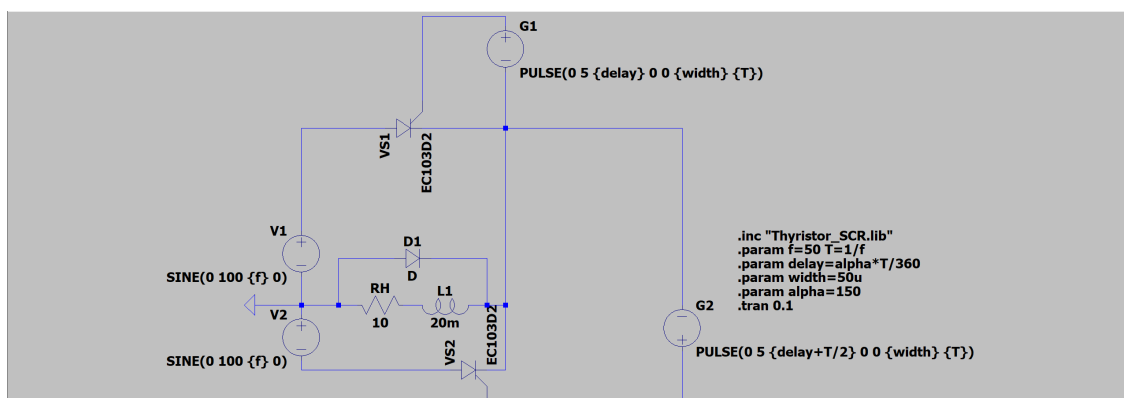 G1
PULSE(0 5 {delay} 0 0 {width} {T})
VS1
EC103D2
V1
SINE(0 100 {f} 0)
D1
D
RH
10
L1
20m
V2
SINE(0 100 {f} 0)
VS2
EC103D2
.inc "Thyristor_SCR.lib"
.param f=50 T=1/f
.param delay=alpha*T/360
.param width=50u
.param alpha=150
.tran 0.1
G2
PULSE(0 5 {delay+T/2} 0 0 {width} {T})